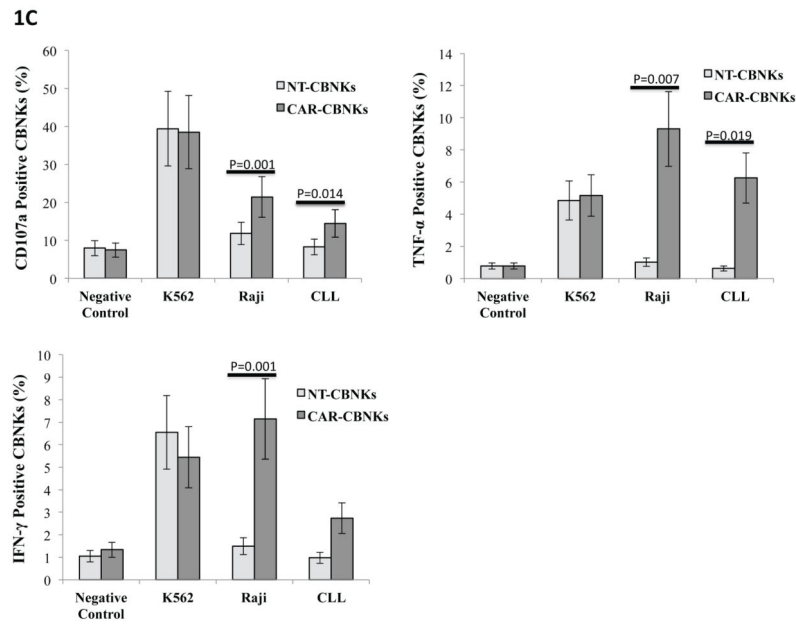 1C
CD107a Positive CBNKs (%)
60
50
40
30
20
10
0
NT-CBNKs
CAR-CBNKs
P=0.001
P=0.014
Negative Control
K562
Raji
CLL
TNF-α Positive CBNKs (%)
14
12
10
8
6
4
2
0
P=0.007
NT-CBNKs
CAR-CBNKs
P=0.019
Negative Control
K562
Raji
CLL
IFN-γ Positive CBNKs (%)
10
9
8
7
6
5
4
3
2
1
0
P=0.001
NT-CBNKs
CAR-CBNKs
Negative Control
K562
Raji
CLL